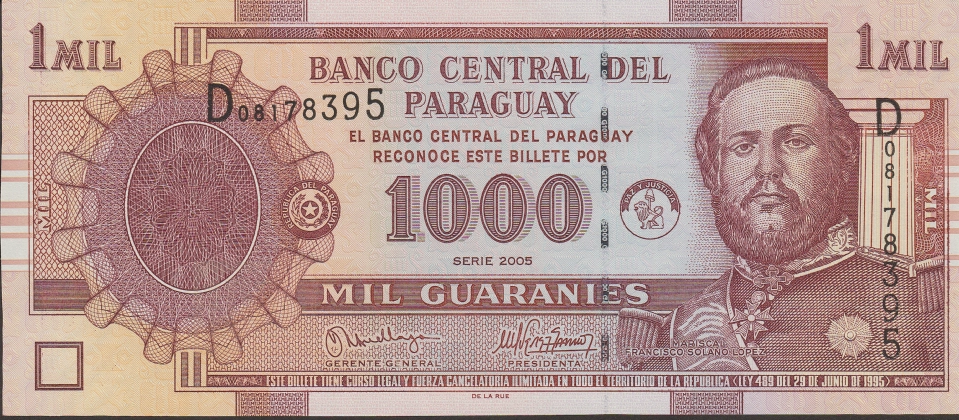 1 MIL
1 MIL
BANCO CENTRAL DEL
PARAGUAY
D08178395
EL BANCO CENTRAL DEL PARAGUAY
RECONOCE ESTE BILLETE POR
1000
REPUBLICA DEL PARAGUAY
PAZ Y JUSTICIA
SERIE 2005
MIL GUARANIES
MIL
MIL
D08178395
GERENTE GENERAL
PRESIDENTE
MARISCAL
FRANCISCO SOLANO LOPEZ
ESTE BILLETE TIENE CURSO LEGAL Y FUERZA CANCELATORIA ILIMITADA EN TODO EL TERRITORIO DE LA REPUBLICA <LEY 489 DEL 29 DE JUNIO DE 1995>
DE LA RUE